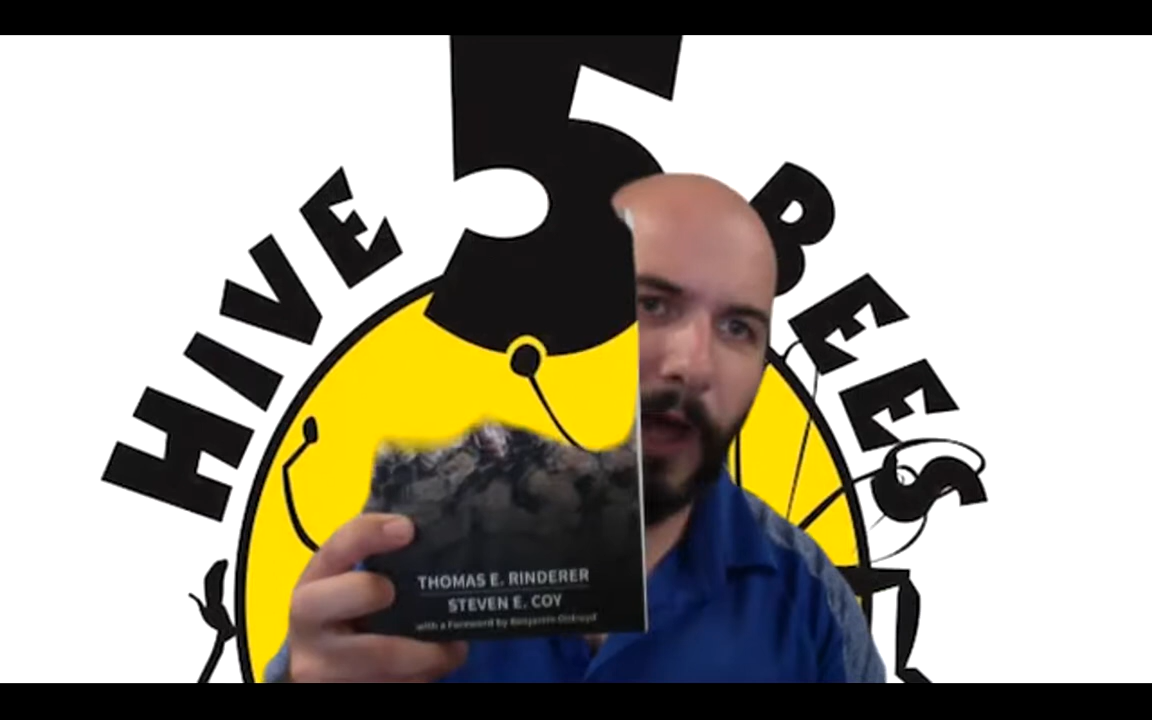 5
HIVE BEES
THOMAS E. RINDERER
STEVEN E. COY
with a Foreword by Benjamin Oldroyd